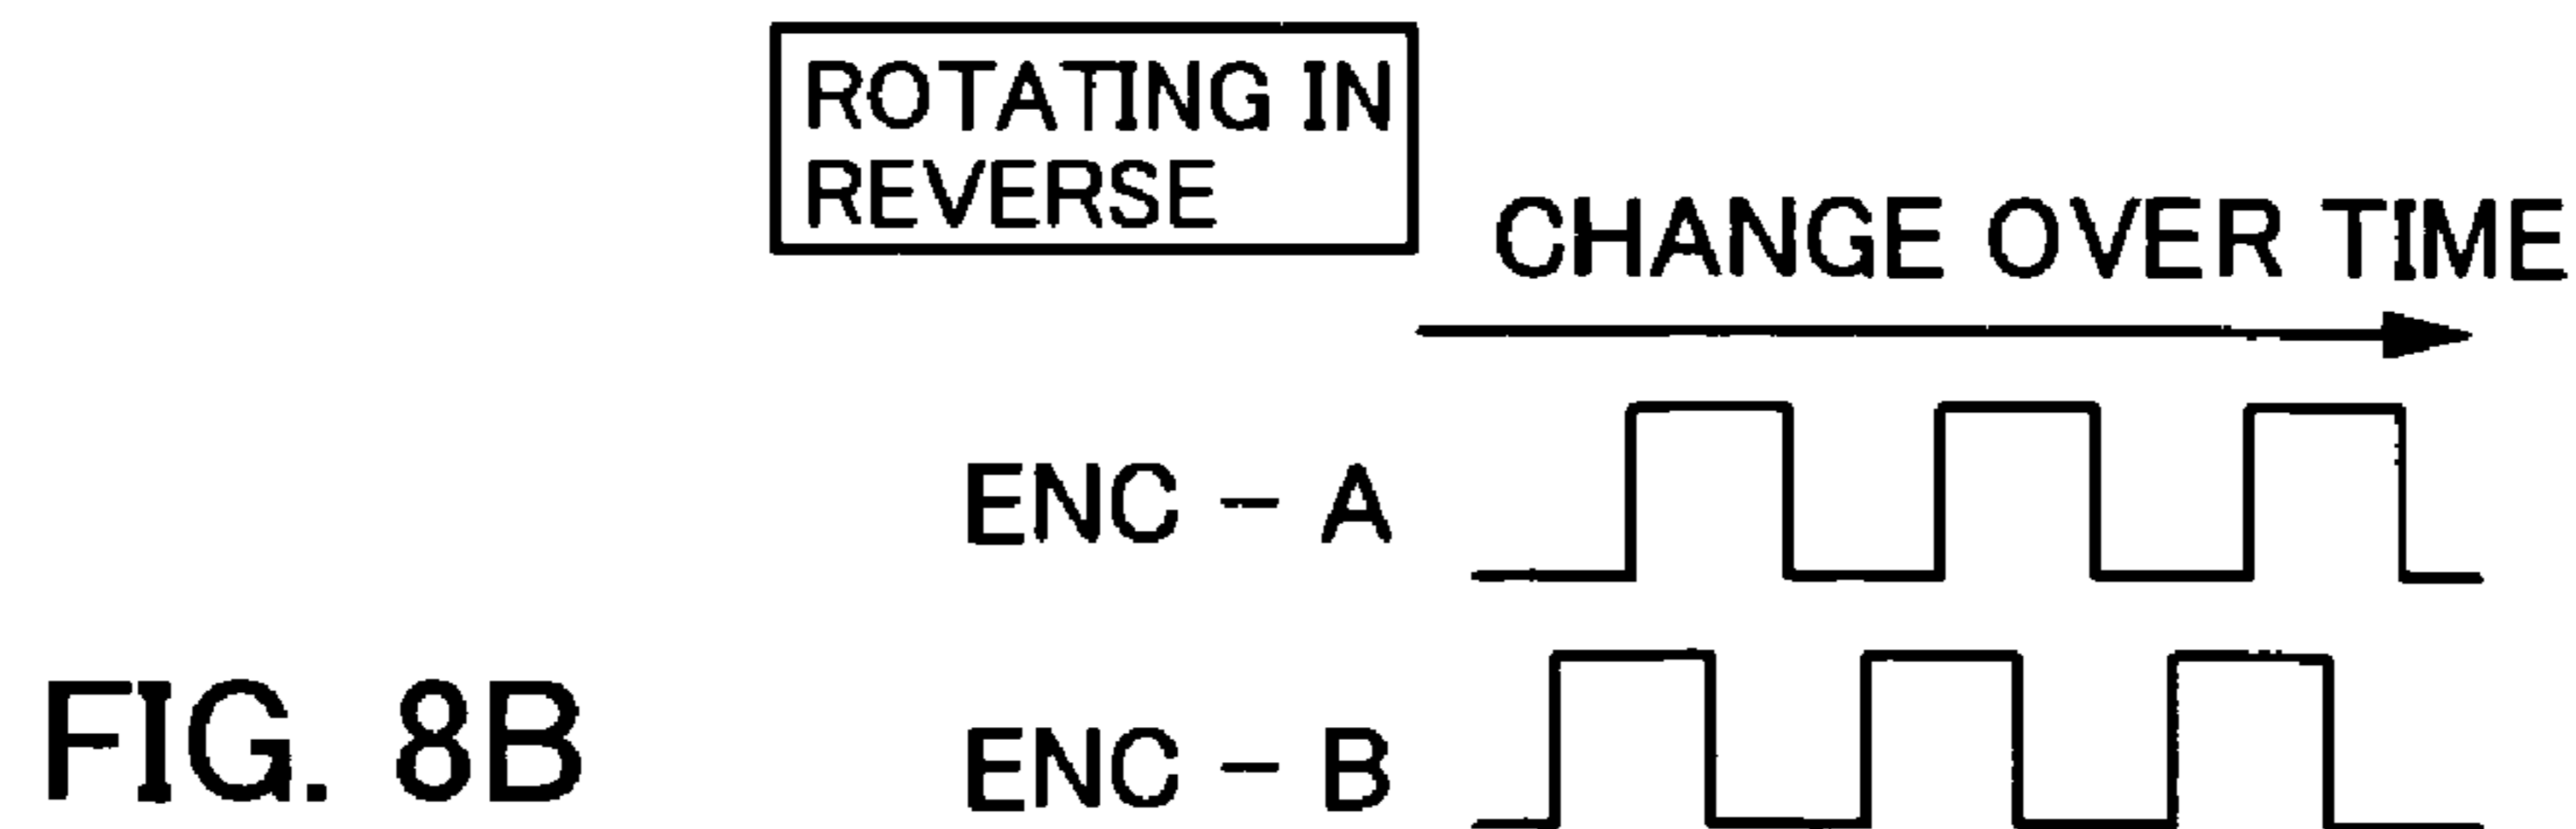 ROTATING IN
REVERSE
CHANGE OVER TIME
ENC - A
ENC - B
FIG. 8B